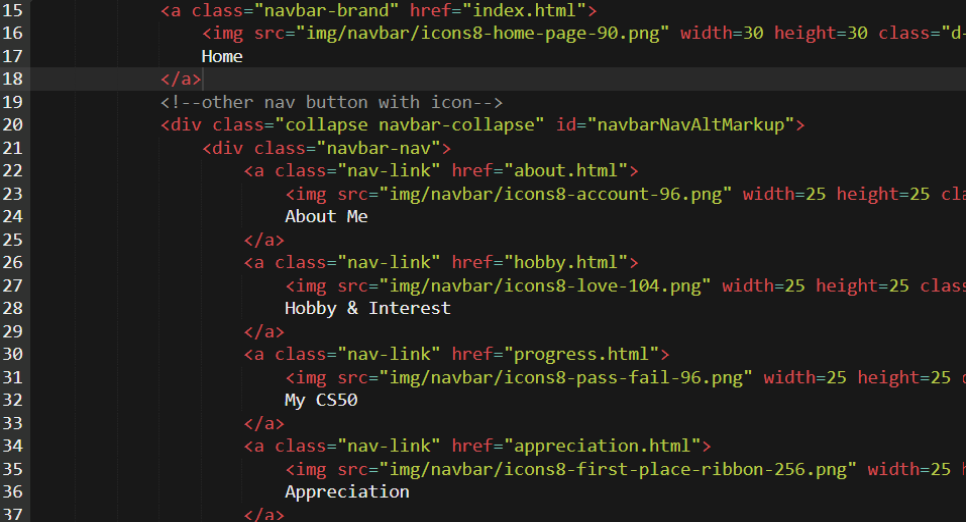 15 <a class="navbar-brand" href="index.html">
16 <img src="img/navbar/icons8-home-page-90.png" width=30 height=30 class="d-
17 Home
18 </a>
19 <!--other nav button with icon-->
20 <div class="collapse navbar-collapse" id="navbarNavAltMarkup">
21 <div class="navbar-nav">
22 <a class="nav-link" href="about.html">
23 <img src="img/navbar/icons8-account-96.png" width=25 height=25 cla
24 About Me
25 </a>
26 <a class="nav-link" href="hobby.html">
27 <img src="img/navbar/icons8-love-104.png" width=25 height=25 class
28 Hobby & Interest
29 </a>
30 <a class="nav-link" href="progress.html">
31 <img src="img/navbar/icons8-pass-fail-96.png" width=25 height=25 c
32 My CS50
33 </a>
34 <a class="nav-link" href="appreciation.html">
35 <img src="img/navbar/icons8-first-place-ribbon-256.png" width=25 h
36 Appreciation
37 </a>